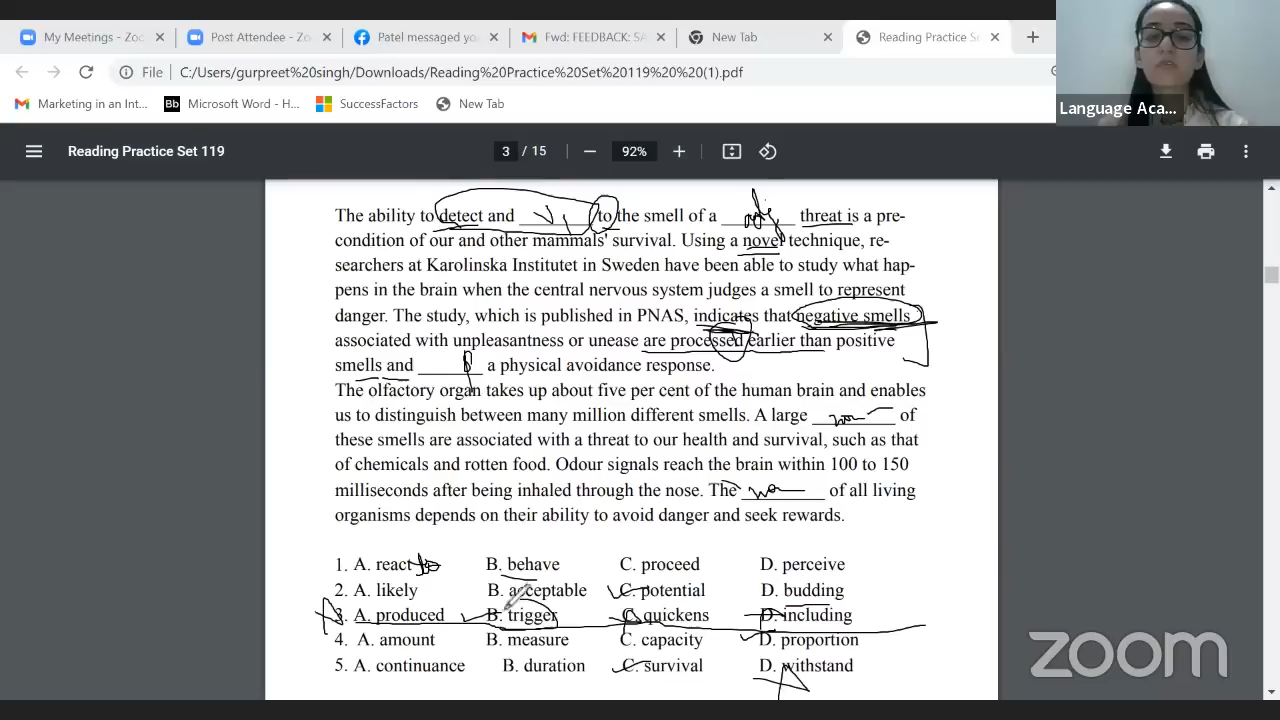 My Meetings - Zoo
Post Attendee - Zo
Patel messaged yo
Fwd: FEEDBACK: SA
New Tab
Reading Practice Se
File
C:/Users/gurpreet%20singh/Downloads/Reading%20Practice%20Set%20119%20%20(1).pdf
Language Aca...
Marketing in an Int...
Bb Microsoft Word - H...
SuccessFactors
New Tab
Reading Practice Set 119
3 / 15
92%
The ability to detect and ________ to the smell of a ________ threat is a pre-
condition of our and other mammals' survival. Using a novel technique, re-
searchers at Karolinska Institutet in Sweden have been able to study what hap-
pens in the brain when the central nervous system judges a smell to represent
danger. The study, which is published in PNAS, indicates that negative smells
associated with unpleasantness or unease are processed earlier than positive
smells and _______ a physical avoidance response.
The olfactory organ takes up about five per cent of the human brain and enables
us to distinguish between many million different smells. A large _________ of
these smells are associated with a threat to our health and survival, such as that
of chemicals and rotten food. Odour signals reach the brain within 100 to 150
milliseconds after being inhaled through the nose. The _________ of all living
organisms depends on their ability to avoid danger and seek rewards.
1. A. react B. behave C. proceed D. perceive
2. A. likely B. acceptable C. potential D. budding
3. A. produced B. trigger C. quickens D. including
4. A. amount B. measure C. capacity D. proportion
5. A. continuance B. duration C. survival D. withstand
zoom